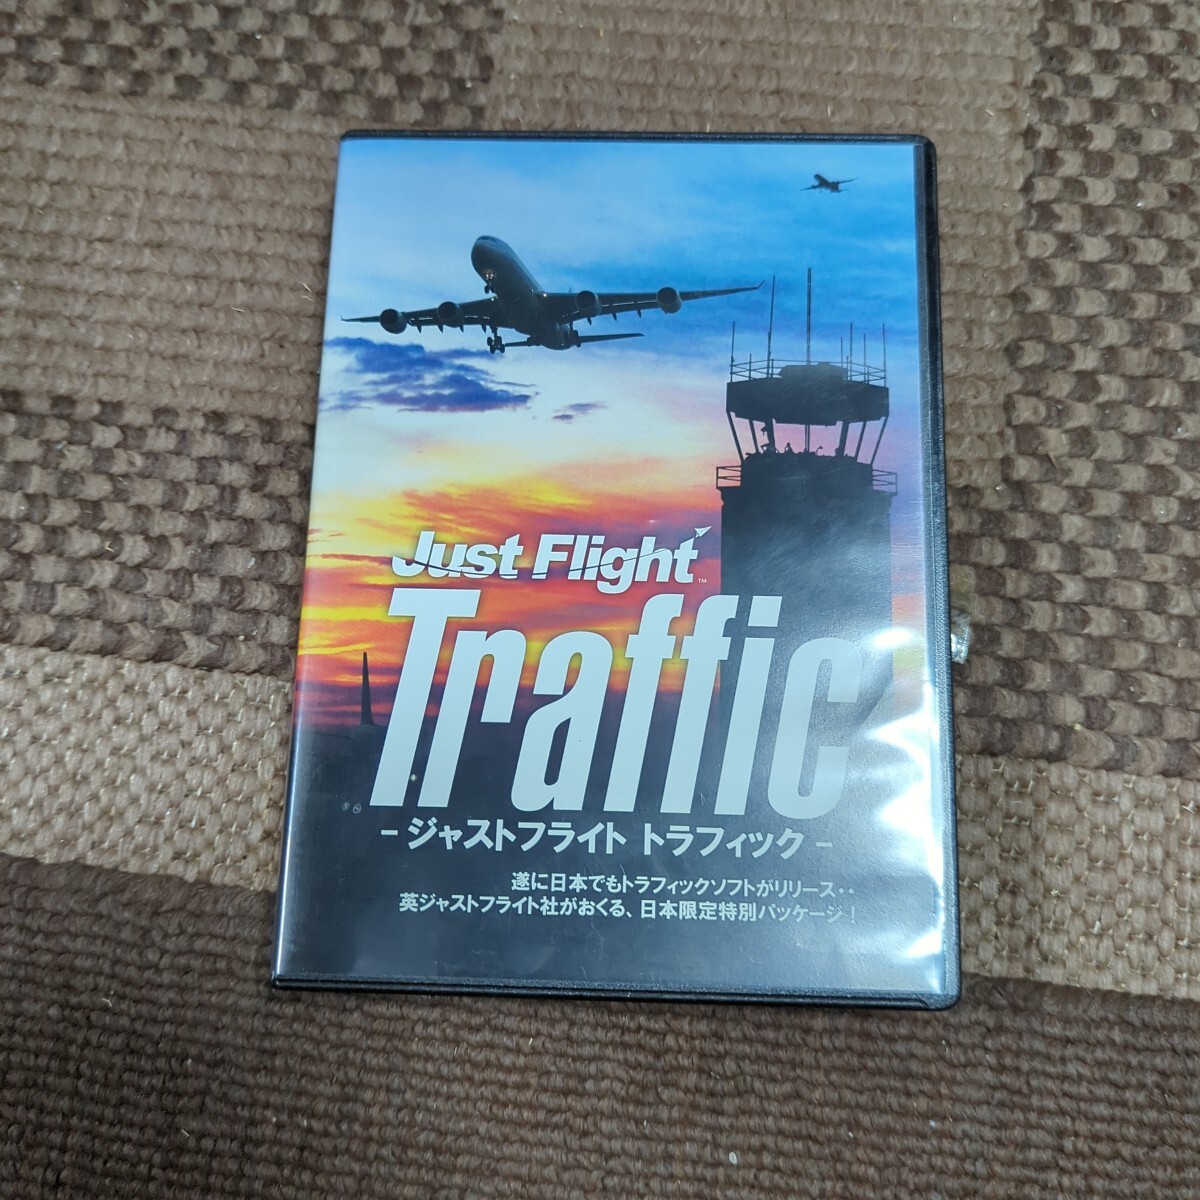 Just Flight™
Traffic
- ジャストフライト トラフィック -
遂に日本でもトラフィックソフトがリリース‥
英ジャストフライト社がおくる、日本限定特別パッケージ！